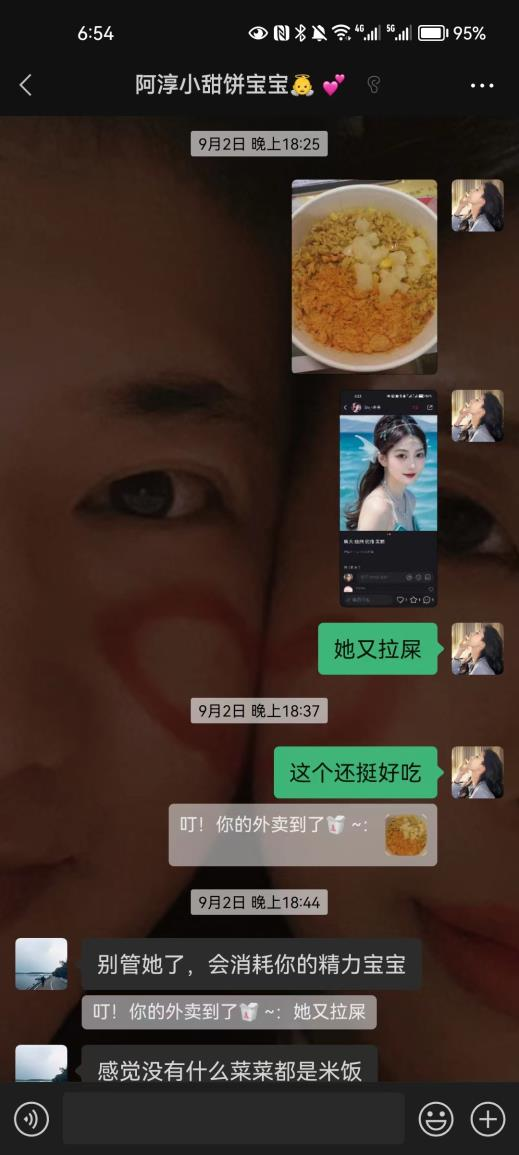 6:54
4G
5G
95%
阿淳小甜饼宝宝👼 💕
9月2日 晚上18:25
她又拉屎
9月2日 晚上18:37
这个还挺好吃
叮！你的外卖到了🥡 ~：
9月2日 晚上18:44
别管她了，会消耗你的精力宝宝
叮！你的外卖到了🥡 ~：她又拉屎
感觉没有什么菜菜都是米饭